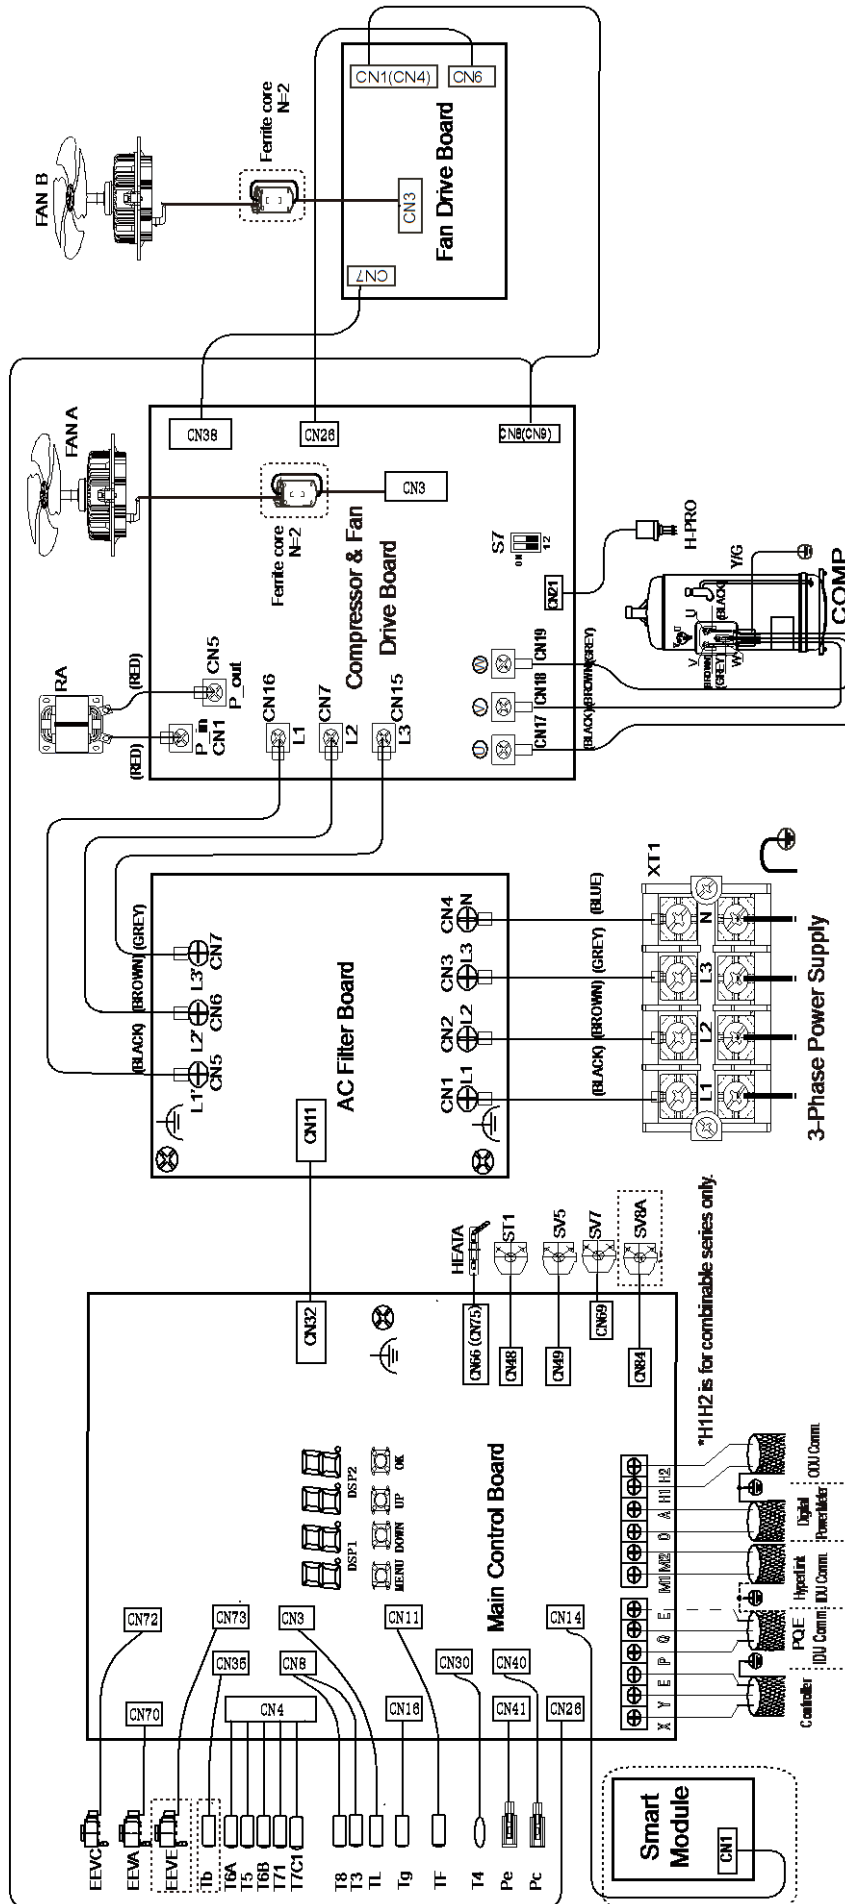 CN1(CN4)
CN6
Ferrite core
N=2
FAN B
CN3
Fan Drive Board
CN7
CN38
CN26
CN8(CN9)
FAN A
Ferrite core
N=2
CN3
S7
ON
12
CN21
H-PRO
Compressor & Fan
Drive Board
RA
(RED)
(RED)
CN5
P_out
P_in
CN1
CN16
L1
CN7
L2
CN15
L3
U
V
W
CN17
CN18
CN19
(BLACK)
(BROWN)
(GREY)
Y/G
U
(BLACK)
V
(BROWN)
(GREY)
W
COMP
(BLACK)
(BROWN)
(GREY)
L1'
CN5
L2'
CN6
L3'
CN7
AC Filter Board
CN11
CN1
L1
CN2
L2
CN3
L3
CN4
N
(BLACK)
(BROWN)
(GREY)
(BLUE)
XT1
L1
L2
L3
N
3-Phase Power Supply
CN32
HEATA
ST1
SV5
SV7
SV8A
CN66 (CN75)
CN48
CN49
CN69
CN84
*H1H2 is for combinable series only.
DSP1
DSP2
MENU
DOWN
UP
OK
Main Control Board
CN72
CN70
CN73
CN35
CN4
CN3
CN8
CN11
CN16
CN30
CN40
CN41
CN14
CN26
EEVC
EEVA
EEVE
Tb
T6A
T5
T6B
T71
T7C1
T8
T3
TL
Tg
TF
T4
Pe
Pc
X Y E P Q E M1 M2 O A H1 H2
Controller
PQE
IDU Comm.
Hyperlink
IDU Comm.
Digital
PowerMeter
ODU Comm.
Smart
Module
CN1